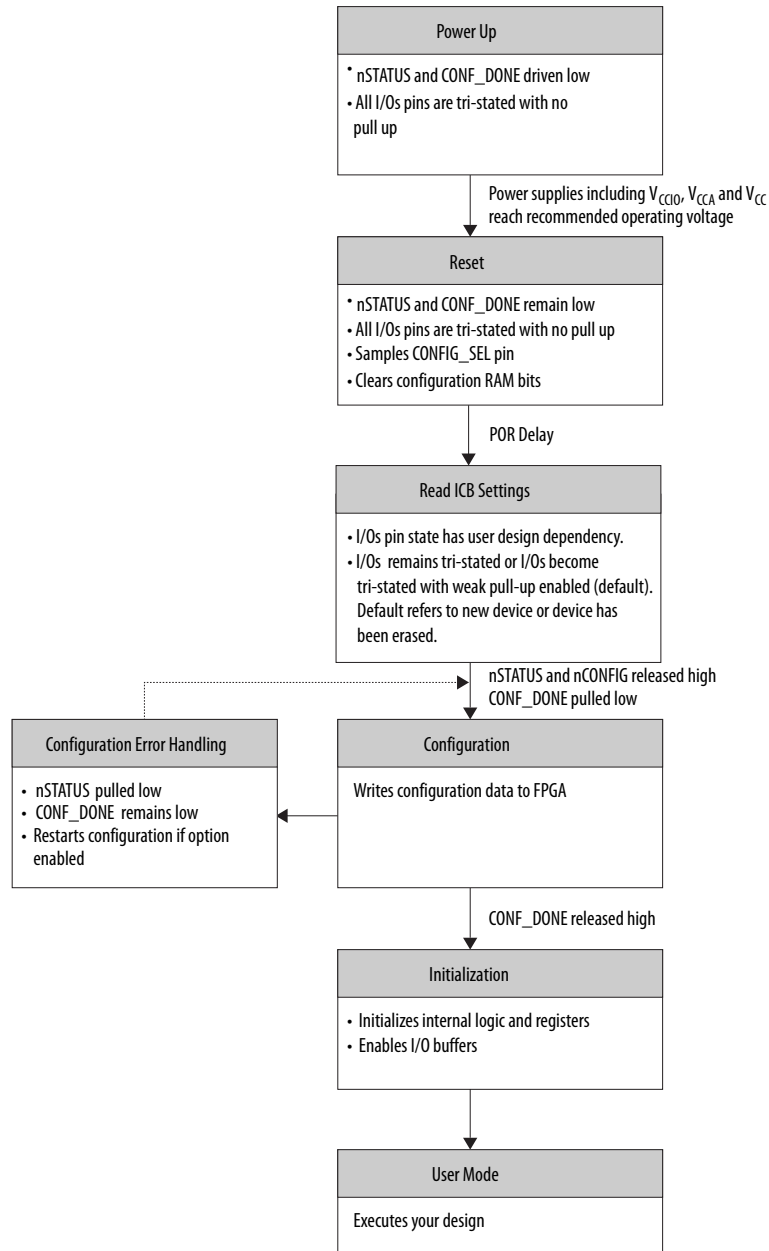 Power Up
• nSTATUS and CONF_DONE driven low
• All I/Os pins are tri-stated with no
pull up
Power supplies including VCCIO, VCCA and VCC
reach recommended operating voltage
Reset
• nSTATUS and CONF_DONE remain low
• All I/Os pins are tri-stated with no pull up
• Samples CONFIG_SEL pin
• Clears configuration RAM bits
POR Delay
Read ICB Settings
• I/Os pin state has user design dependency.
• I/Os remains tri-stated or I/Os become
tri-stated with weak pull-up enabled (default).
Default refers to new device or device has
been erased.
nSTATUS and nCONFIG released high
CONF_DONE pulled low
Configuration Error Handling
• nSTATUS pulled low
• CONF_DONE remains low
• Restarts configuration if option
enabled
Configuration
Writes configuration data to FPGA
CONF_DONE released high
Initialization
• Initializes internal logic and registers
• Enables I/O buffers
User Mode
Executes your design